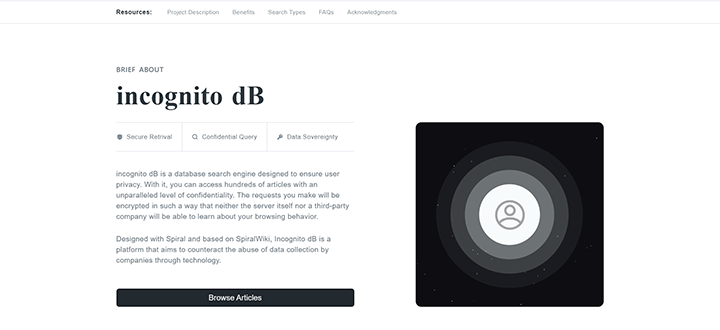 Resources: Project Description Benefits Search Types FAQs Acknowledgments
BRIEF ABOUT
incognito dB
Secure Retrival Confidential Query Data Sovereignty
incognito dB is a database search engine designed to ensure user
privacy. With it, you can access hundreds of articles with an
unparalleled level of confidentiality. The requests you make will be
encrypted in such a way that neither the server itself nor a third-party
company will be able to learn about your browsing behavior.
Designed with Spiral and based on SpiralWiki, Incognito dB is a
platform that aims to counteract the abuse of data collection by
companies through technology.
Browse Articles